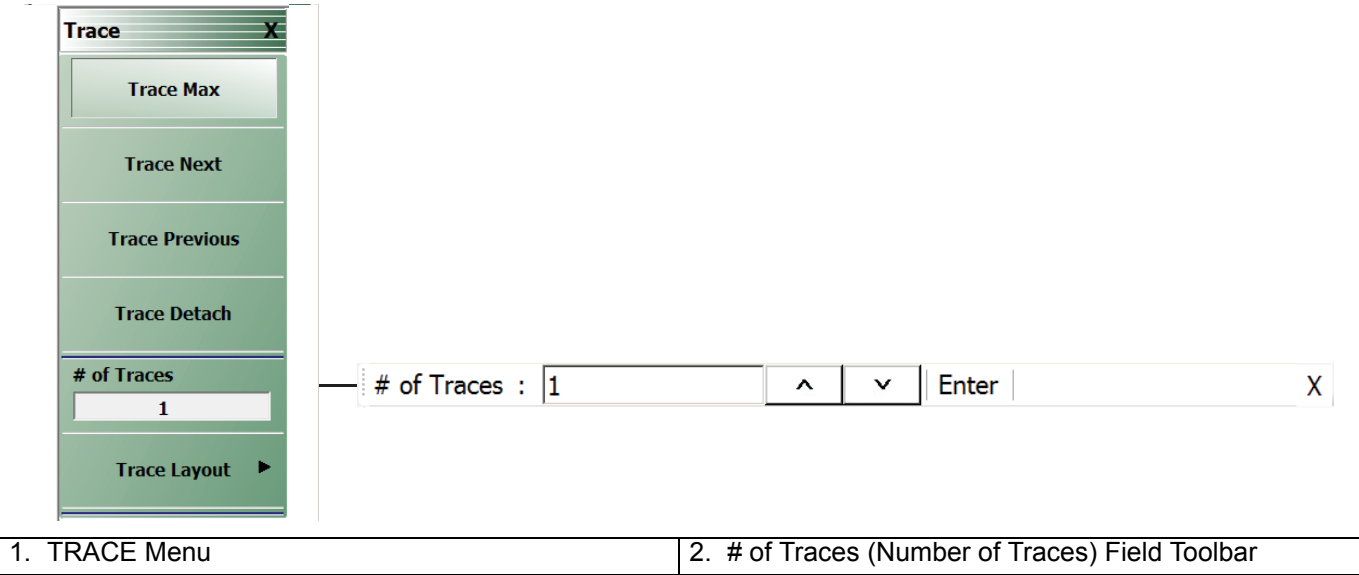 Trace X
Trace Max
Trace Next
Trace Previous
Trace Detach
# of Traces
1
Trace Layout ►
# of Traces : 1 ^ v Enter X
1. TRACE Menu
2. # of Traces (Number of Traces) Field Toolbar